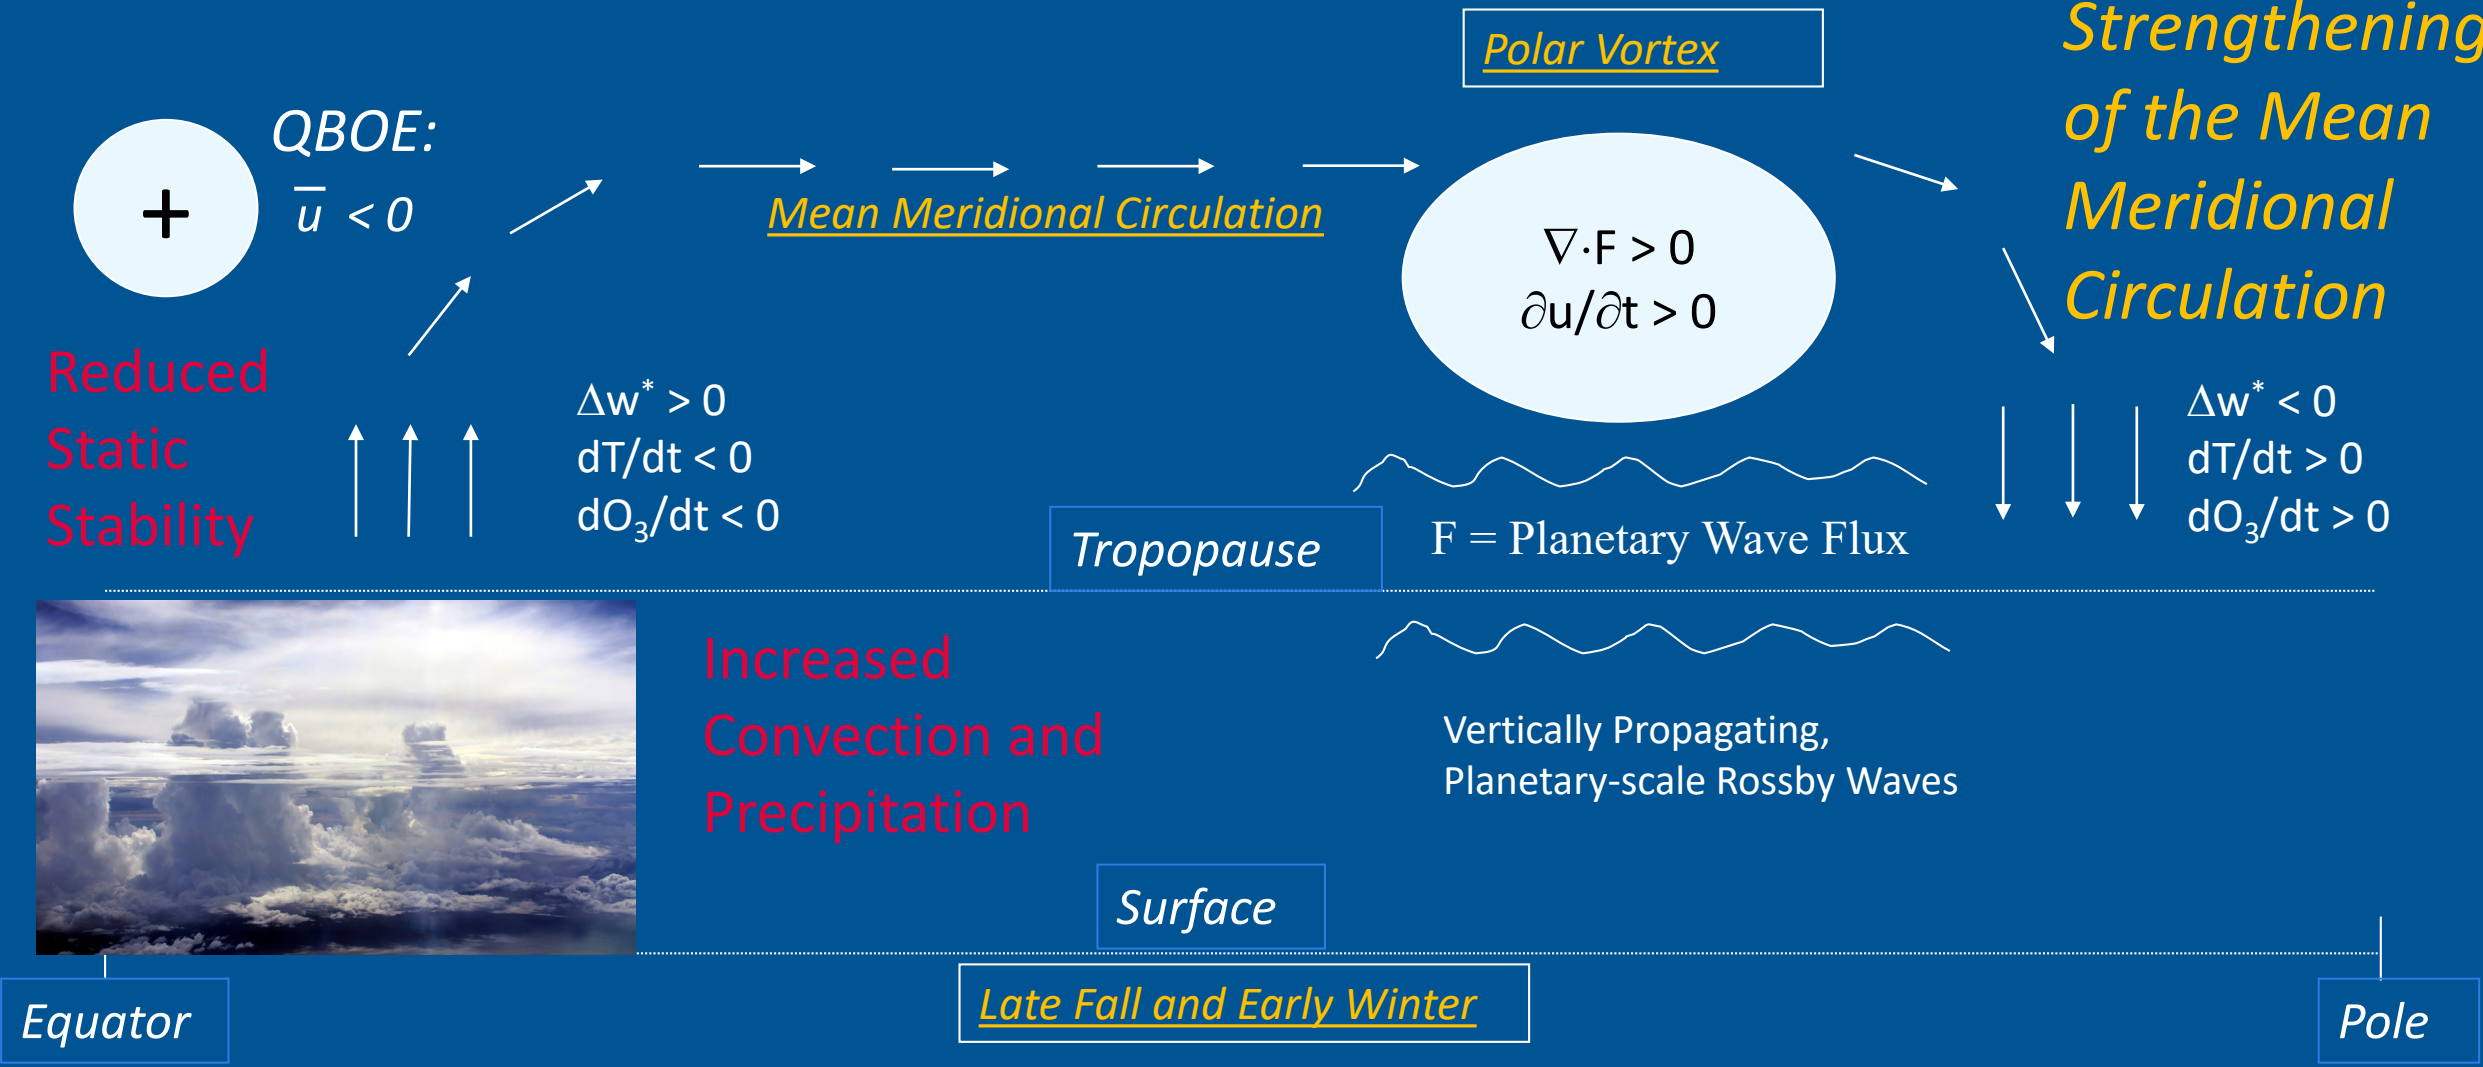 Polar Vortex
Strengthening
of the Mean
Meridional
Circulation
QBOE:
u̅ < 0
+
Mean Meridional Circulation
∇·F > 0
∂u/∂t > 0
Reduced
Static
Stability
Δw* > 0
dT/dt < 0
dO₃/dt < 0
Δw* < 0
dT/dt > 0
dO₃/dt > 0
Tropopause
F = Planetary Wave Flux
Increased
Convection and
Precipitation
Vertically Propagating,
Planetary-scale Rossby Waves
Surface
Equator
Late Fall and Early Winter
Pole